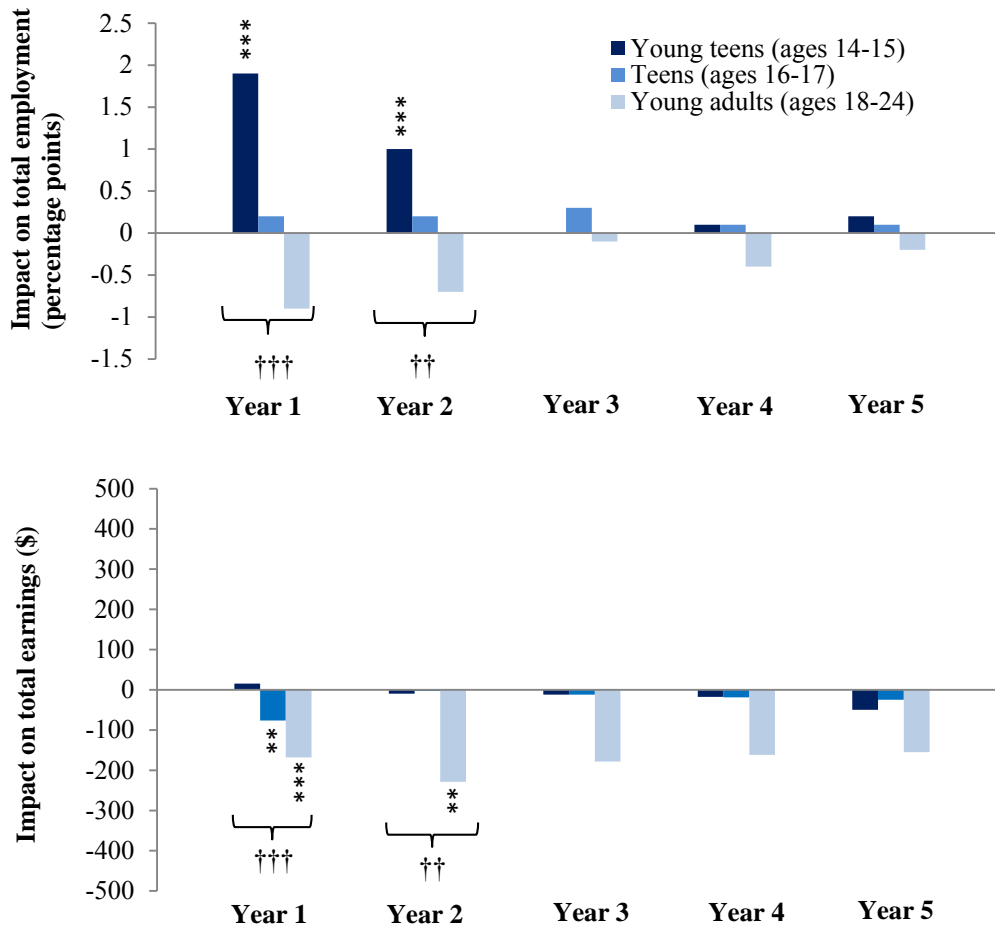 Impact on total employment
(percentage points)
2.5
2
1.5
1
0.5
0
-0.5
-1
-1.5
***
***
Young teens (ages 14-15)
Teens (ages 16-17)
Young adults (ages 18-24)
†††
††
Year 1
Year 2
Year 3
Year 4
Year 5
Impact on total earnings ($)
500
400
300
200
100
0
-100
-200
-300
-400
-500
**
***
**
†††
††
Year 1
Year 2
Year 3
Year 4
Year 5